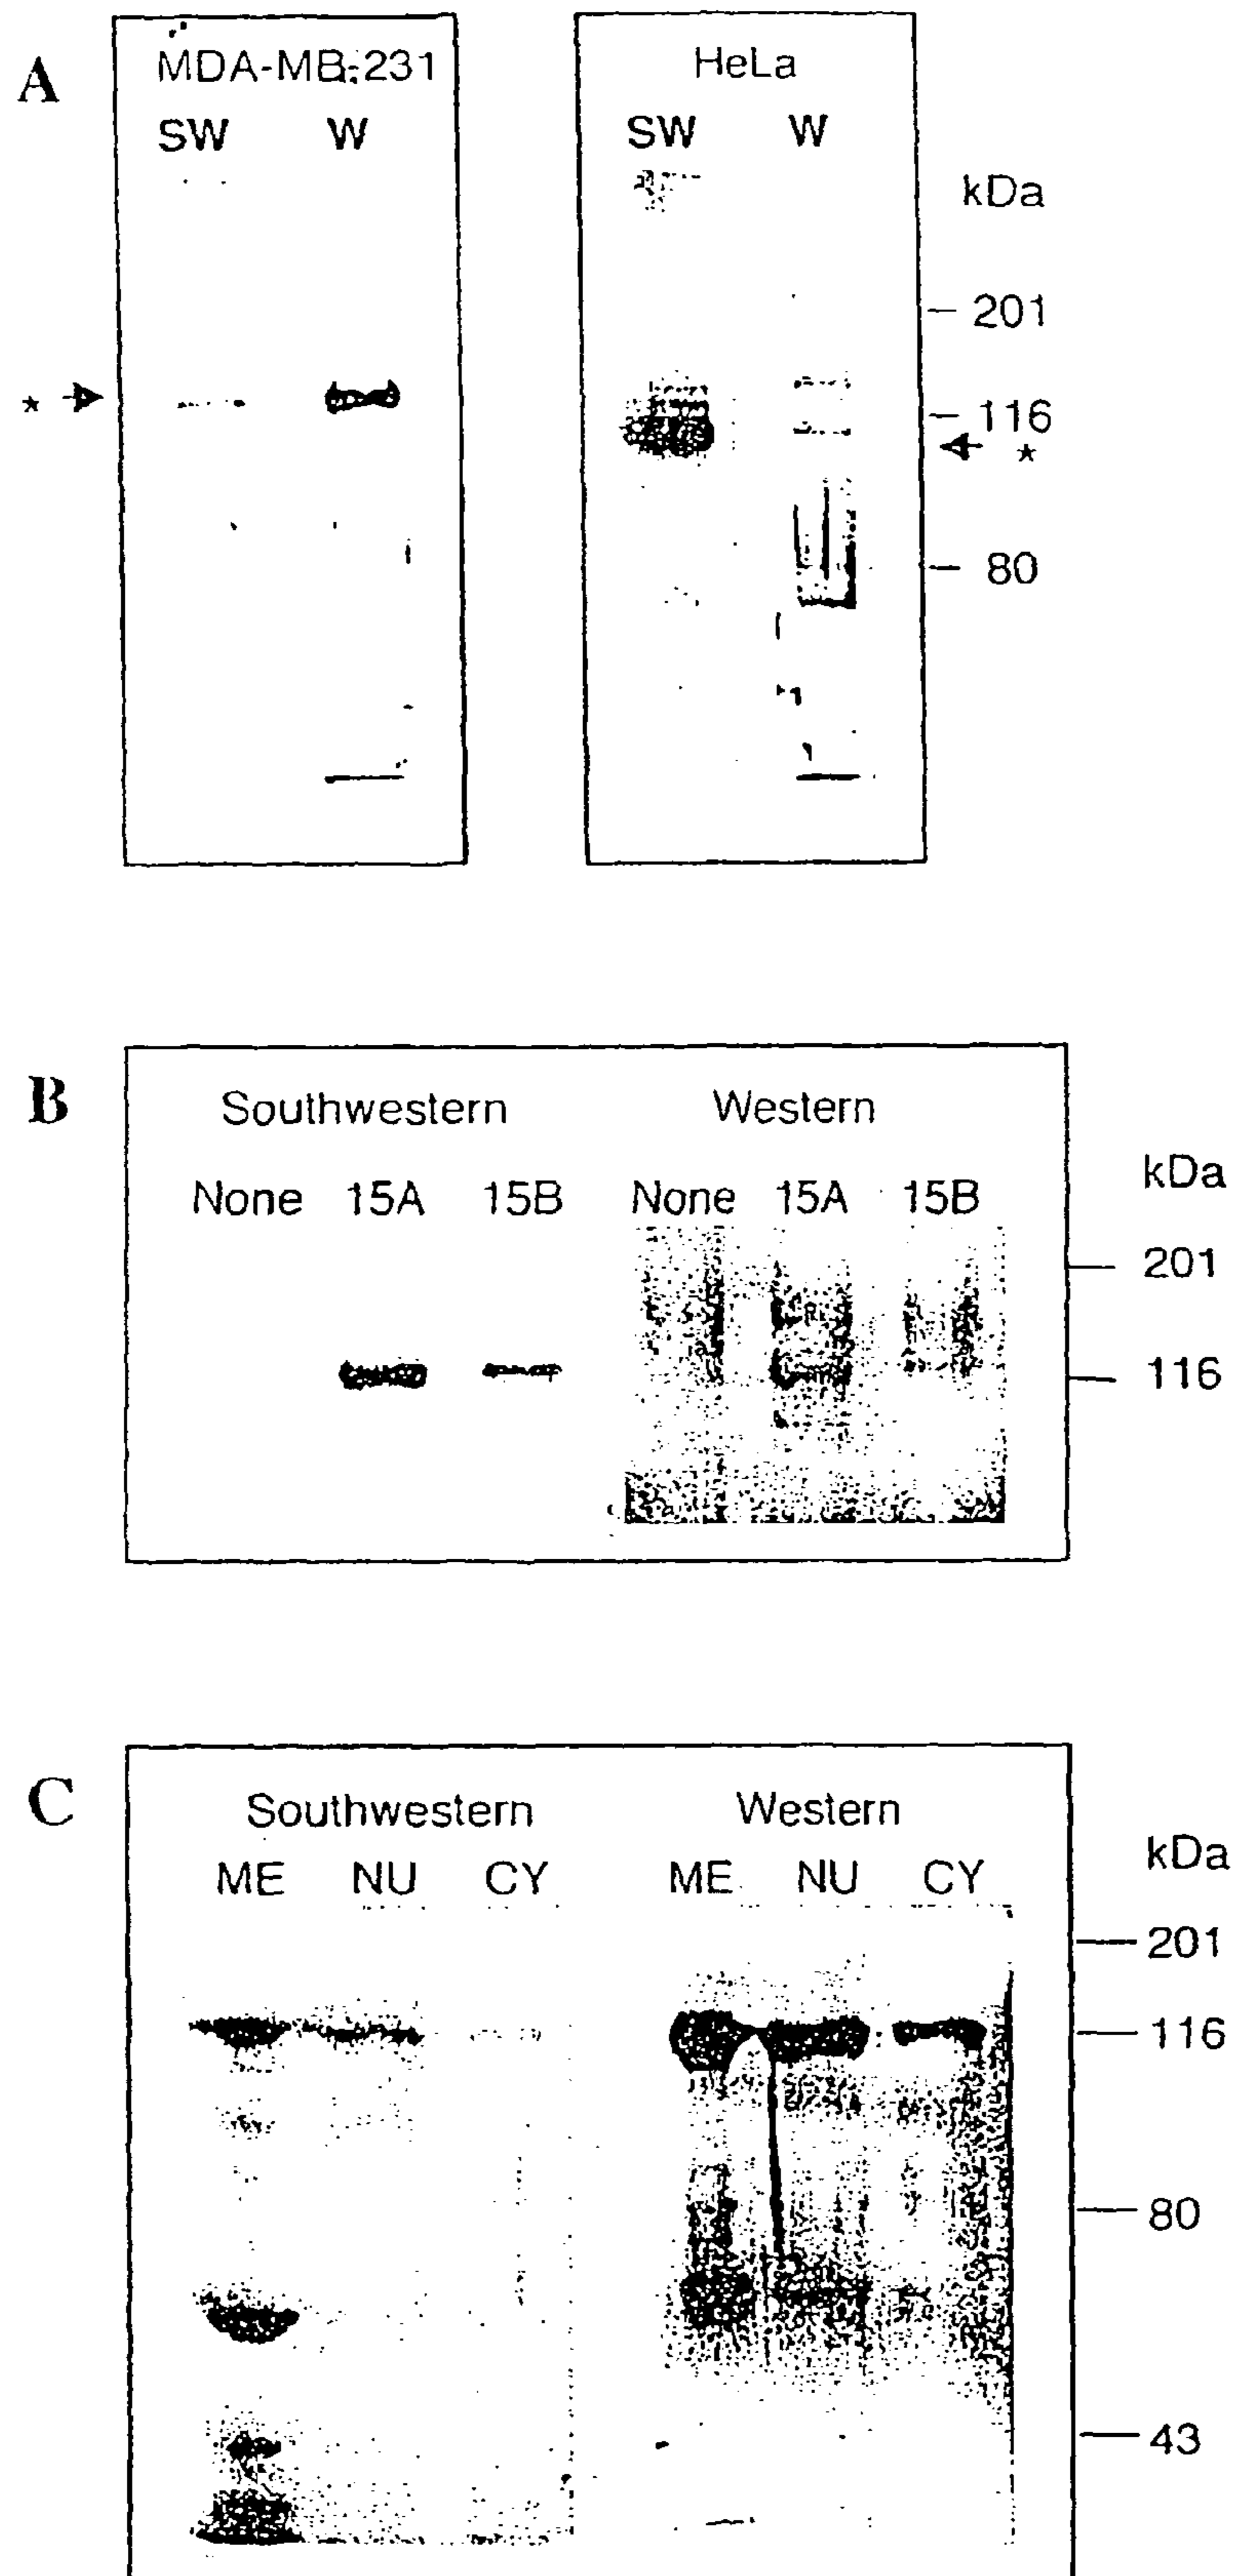 A
MDA-MB-231
SW W
HeLa
SW W
kDa
201
* 116
*
80
B
Southwestern Western
None 15A 15B None 15A 15B
kDa
201
116
C
Southwestern Western
ME NU CY ME NU CY
kDa
201
116
80
43